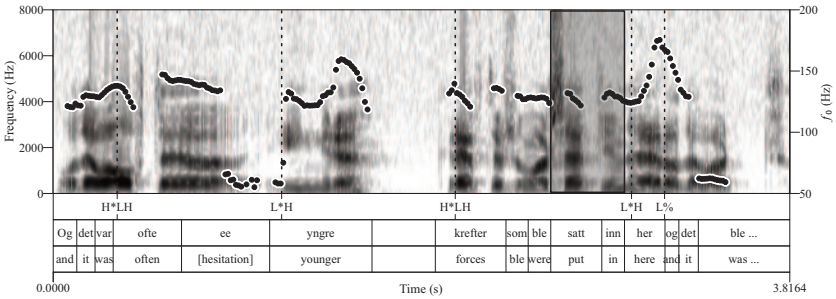 8000
6000
4000
2000
0
Frequency (Hz)
200
150
100
50
f0 (Hz)
H*LH L*H H*LH L*H L%
Og det var ofte ee yngre krefter som ble satt inn her og det ble ...
and it was often [hesitation] younger forces ble were put in here and it was ...
0.0000 Time (s) 3.8164